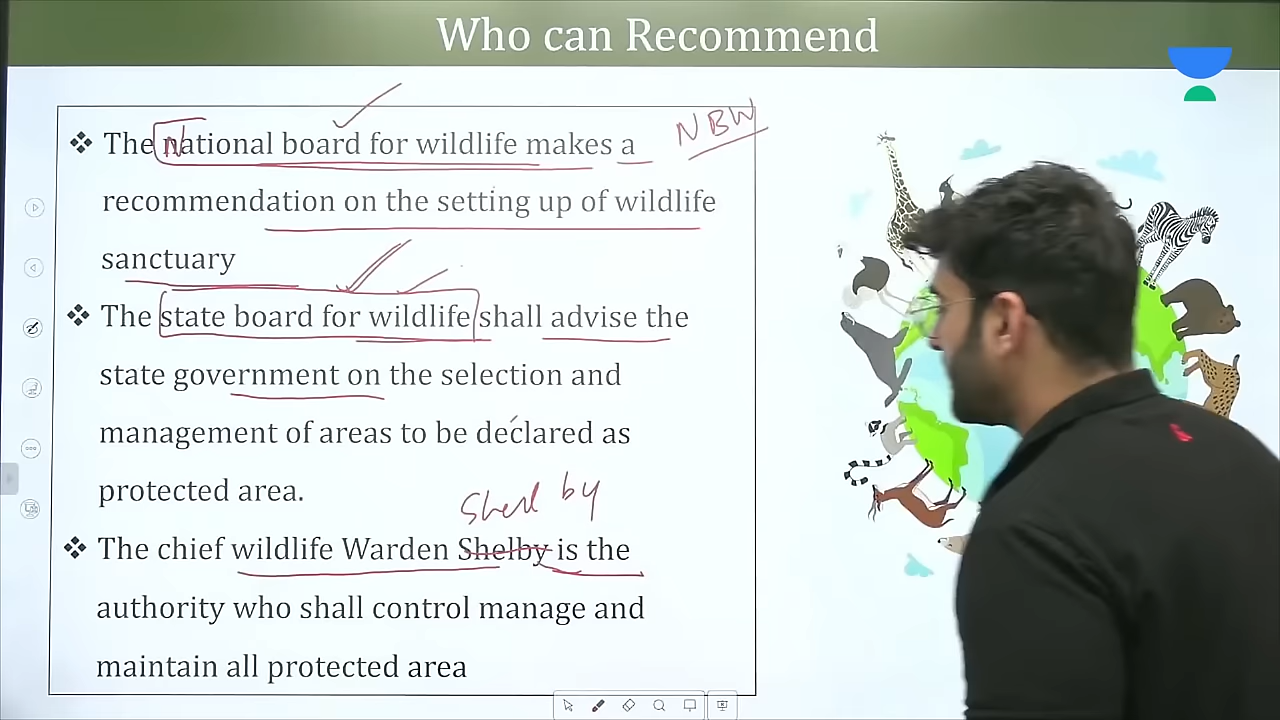 Who can Recommend
❖ The National board for wildlife makes a
NBW
recommendation on the setting up of wildlife
sanctuary
❖ The state board for wildlife shall advise the
state government on the selection and
management of areas to be declared as
protected area.
by
❖ The chief wildlife Warden Shelby is the
authority who shall control manage and
maintain all protected area